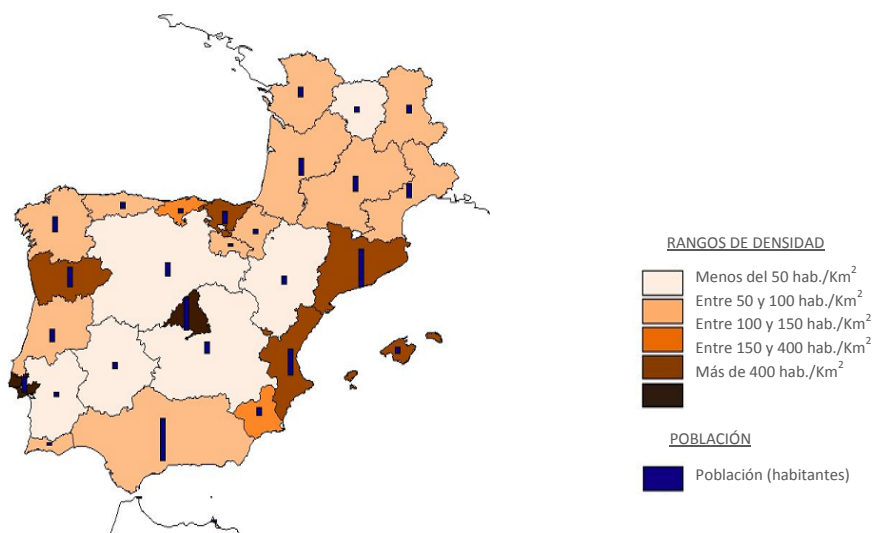 RANGOS DE DENSIDAD
Menos del 50 hab./Km²
Entre 50 y 100 hab./Km²
Entre 100 y 150 hab./Km²
Entre 150 y 400 hab./Km²
Más de 400 hab./Km²
POBLACIÓN
Población (habitantes)